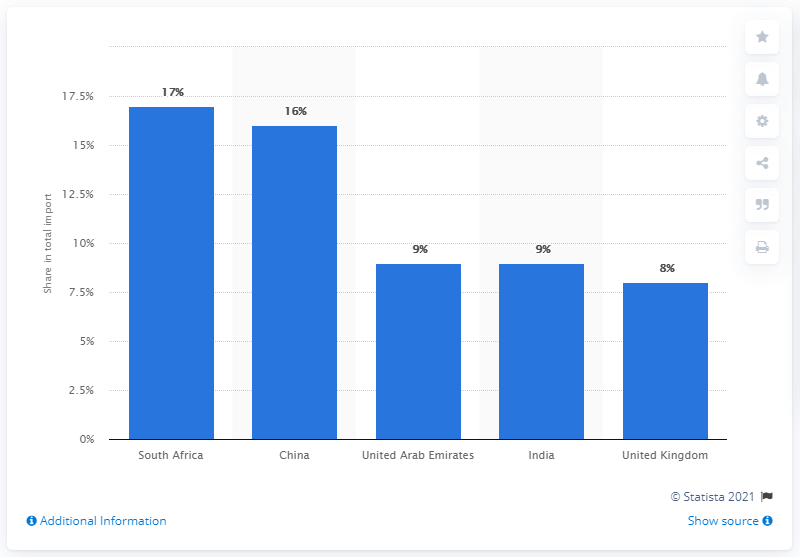 17.5%
15%
12.5%
10%
7.5%
5%
2.5%
0%
Share in total import
17%
16%
9%
9%
8%
South Africa
China
United Arab Emirates
India
United Kingdom
© Statista 2021
Additional Information
Show source